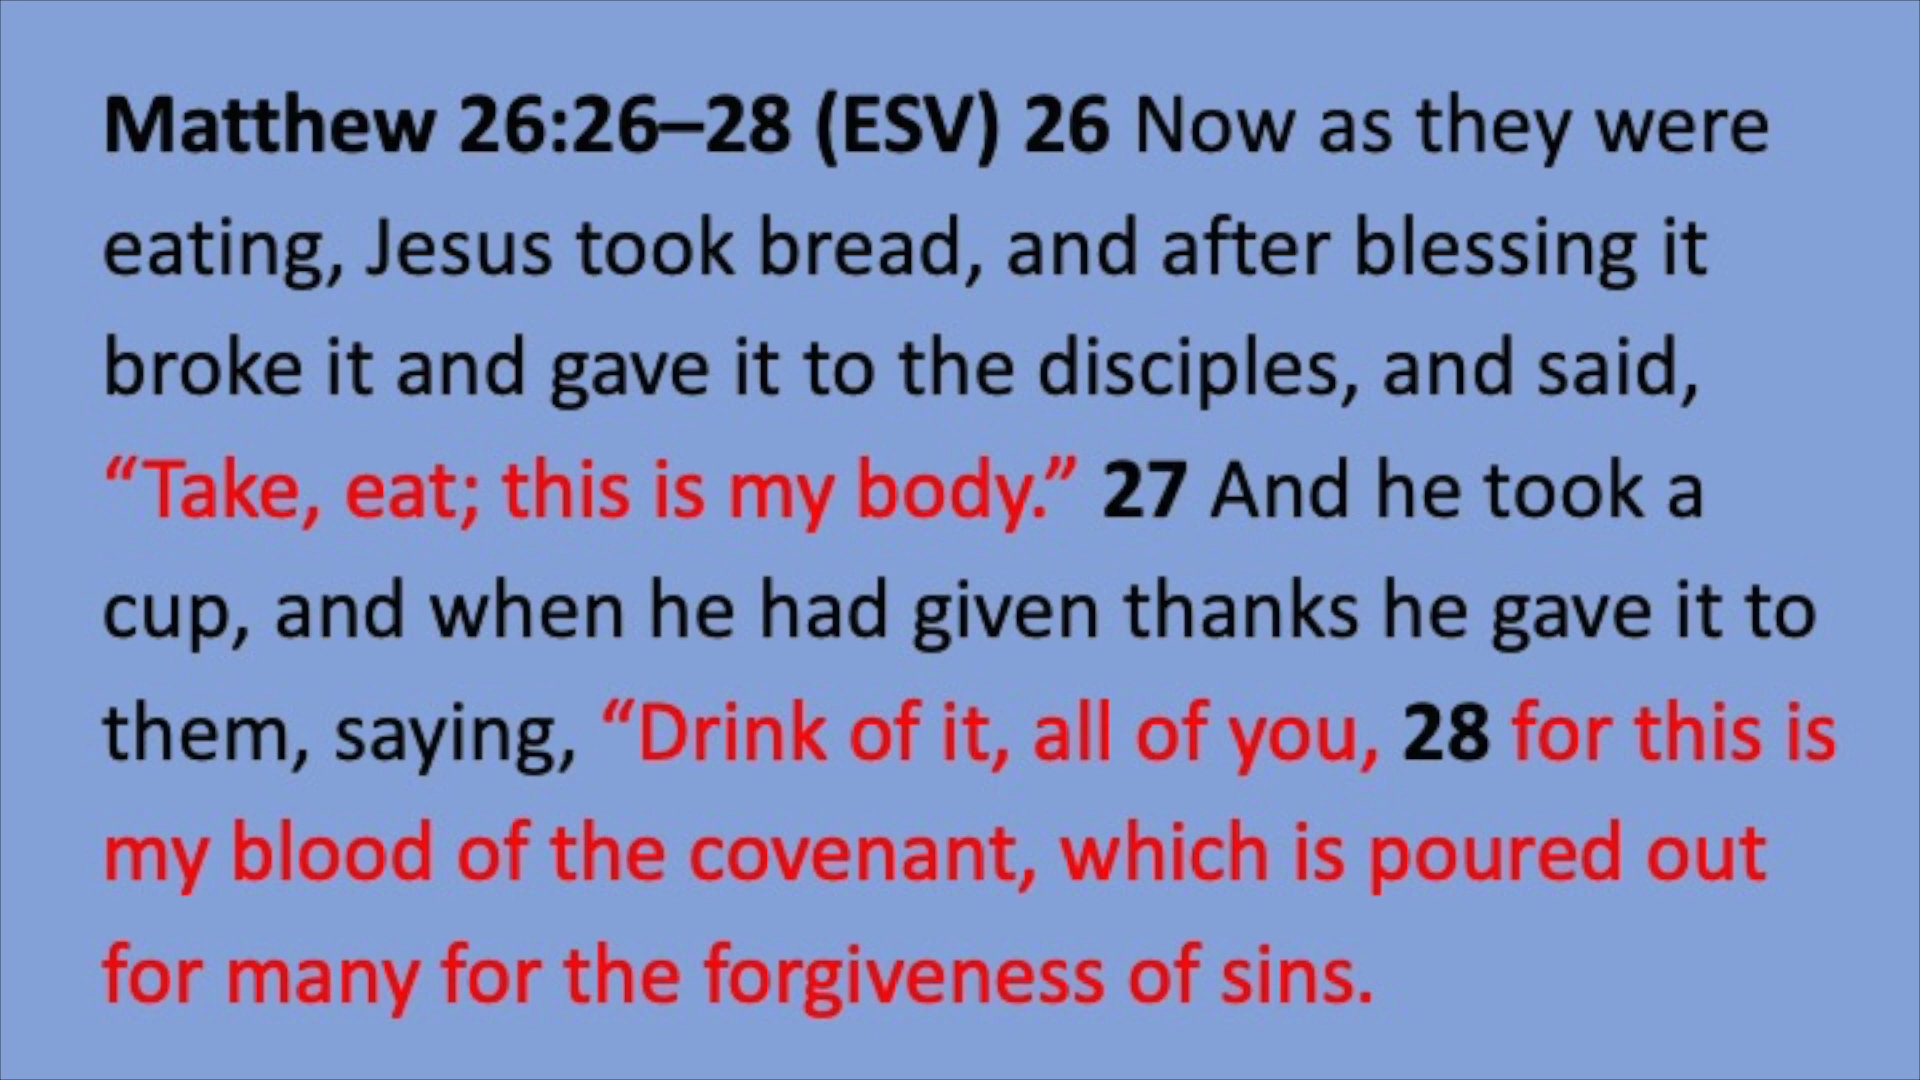 Matthew 26:26–28 (ESV) 26 Now as they were
eating, Jesus took bread, and after blessing it
broke it and gave it to the disciples, and said,
“Take, eat; this is my body.” 27 And he took a
cup, and when he had given thanks he gave it to
them, saying, “Drink of it, all of you, 28 for this is
my blood of the covenant, which is poured out
for many for the forgiveness of sins.